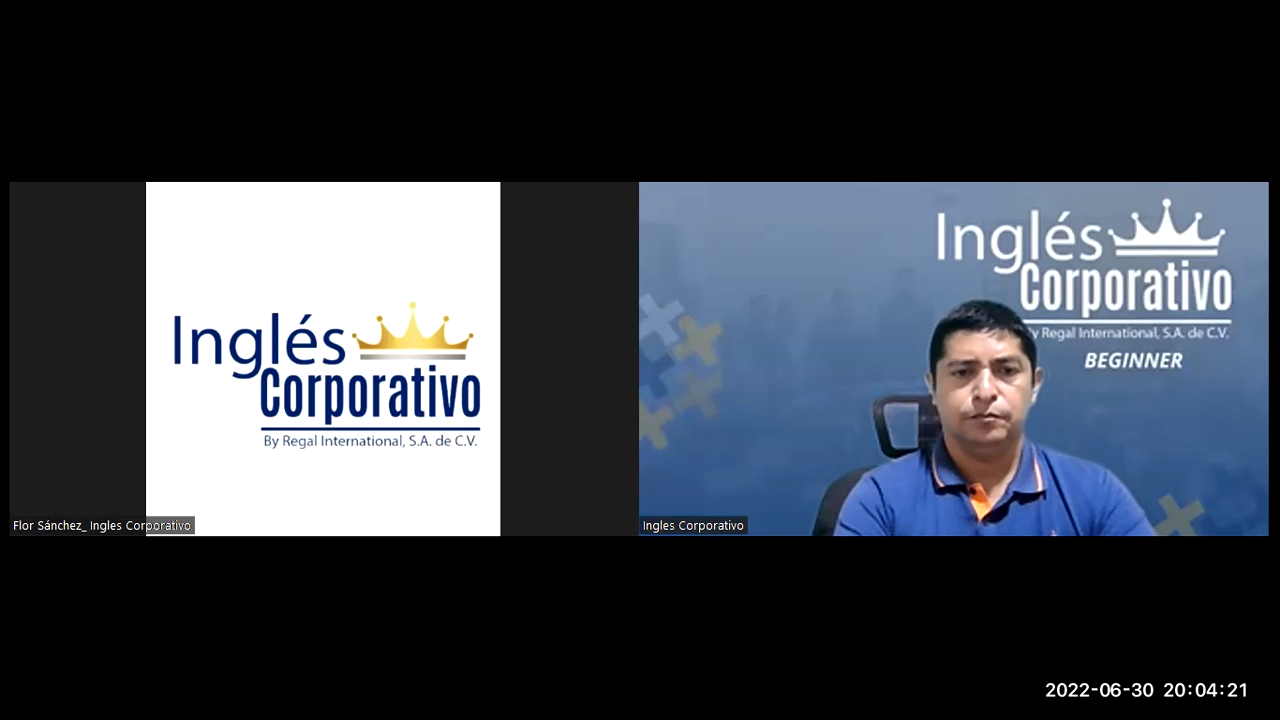 Inglés
Corporativo
By Regal International, S.A. de C.V.
Flor Sánchez_ Ingles Corporativo
Inglés
Corporativo
By Regal International, S.A. de C.V.
BEGINNER
Ingles Corporativo
2022-06-30 20:04:21